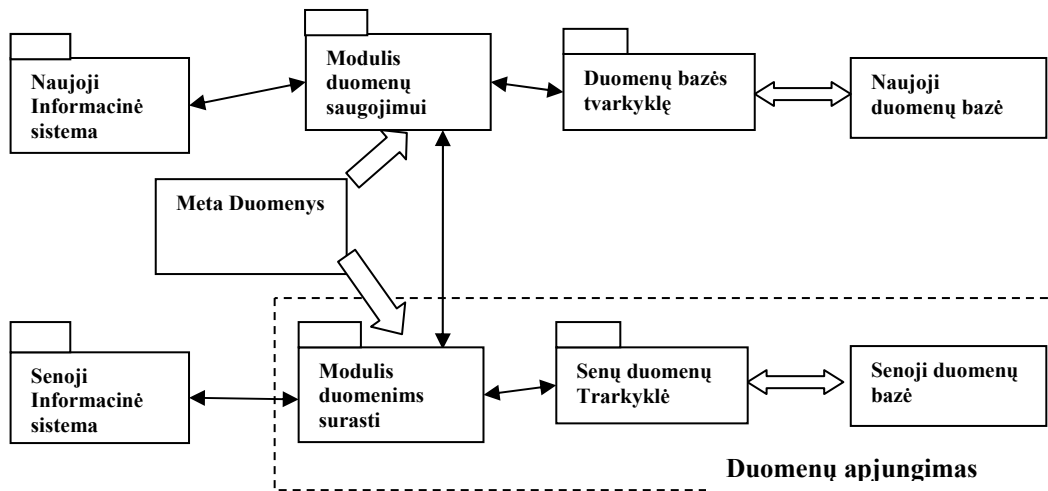 Naujoji
Informacinė
sistema
Modulis
duomenų
saugojimui
Duomenų bazės
tvarkyklę
Naujoji
duomenų bazė
Meta Duomenys
Senoji
Informacinė
sistema
Modulis
duomenims
surasti
Senų duomenų
Trarkyklė
Senoji duomenų
bazė
Duomenų apjungimas